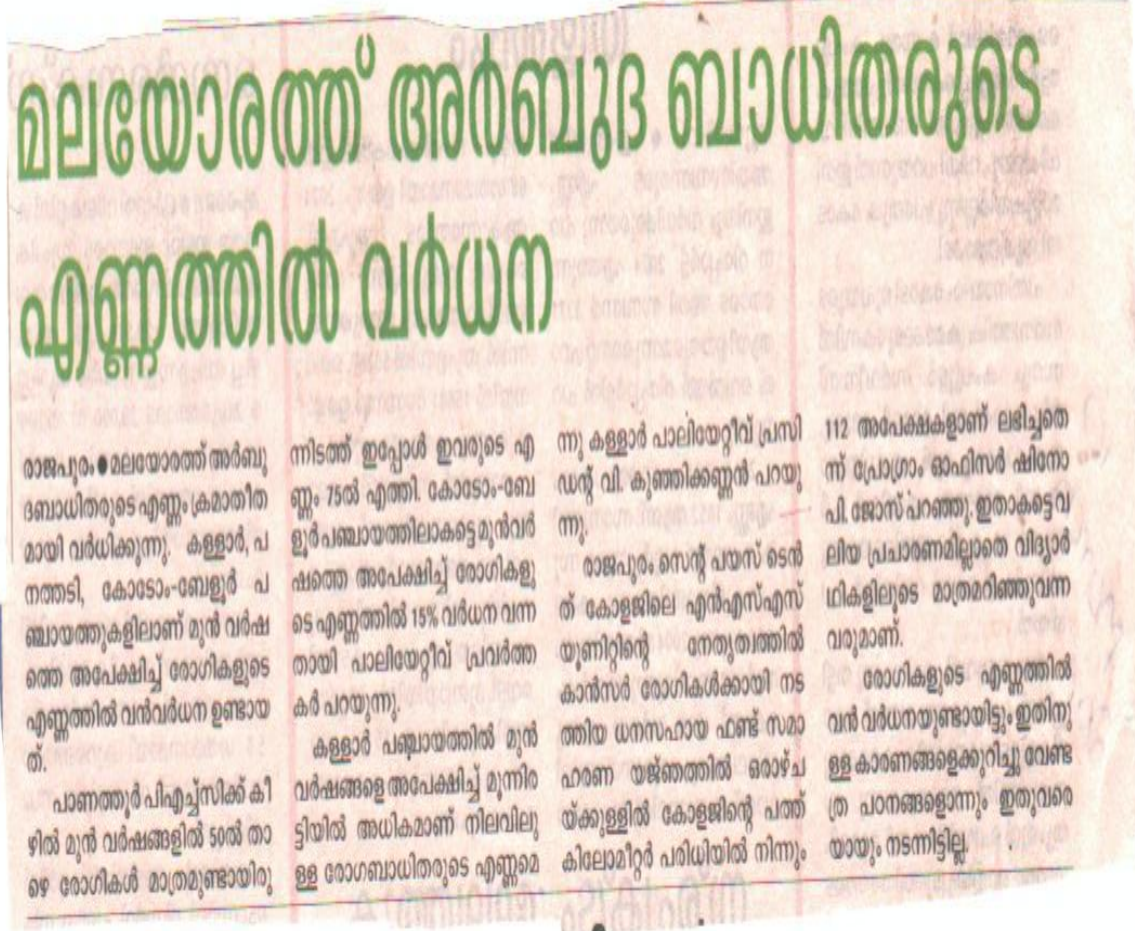 മലയോരത്ത് അർബുദ ബാധിതരുടെ
എണ്ണത്തിൽ വർധന
രാജപുരം ● മലയോരത്ത് അർബു
ദബാധിതരുടെ എണ്ണം ക്രമാതീത
മായി വർധിക്കുന്നു. കള്ളാർ, പ
നത്തടി, കോടോം-ബേളൂർ പ
ഞ്ചായത്തുകളിലാണ് മുൻ വർഷ
ത്തെ അപേക്ഷിച്ച് രോഗികളുടെ
എണ്ണത്തിൽ വൻവർധന ഉണ്ടായ
ത്.
പാണത്തൂർ പിഎച്ച്സിക്ക് കീ
ഴിൽ മുൻ വർഷങ്ങളിൽ 50ൽ താ
ഴെ രോഗികൾ മാത്രമുണ്ടായിരു
ന്നിടത്ത് ഇപ്പോൾ ഇവരുടെ എ
ണ്ണം 75ൽ എത്തി. കോടോം-ബേ
ളൂർ പഞ്ചായത്തിലാകട്ടെ മുൻവർ
ഷത്തെ അപേക്ഷിച്ച് രോഗികളു
ടെ എണ്ണത്തിൽ 15% വർധന വന്ന
തായി പാലിയേറ്റീവ് പ്രവർത്ത
കർ പറയുന്നു.
കള്ളാർ പഞ്ചായത്തിൽ മുൻ
വർഷങ്ങളെ അപേക്ഷിച്ച് മൂന്നിര
ട്ടിയിൽ അധികമാണ് നിലവിലു
ള്ള രോഗബാധിതരുടെ എണ്ണമെ
ന്നു കള്ളാർ പാലിയേറ്റീവ് പ്രസി
ഡന്റ് വി. കുഞ്ഞിക്കണ്ണൻ പറയു
ന്നു.
രാജപുരം സെന്റ് പയസ് ടെൻ
ത് കോളജിലെ എൻഎസ്എസ്
യൂണിറ്റിന്റെ നേതൃത്വത്തിൽ
കാൻസർ രോഗികൾക്കായി നട
ത്തിയ ധനസഹായ ഫണ്ട് സമാ
ഹരണ യജ്ഞത്തിൽ ഒരാഴ്ച
യ്ക്കുള്ളിൽ കോളജിന്റെ പത്ത്
കിലോമീറ്റർ പരിധിയിൽ നിന്നും
112 അപേക്ഷകളാണ് ലഭിച്ചതെ
ന്ന് പ്രോഗ്രാം ഓഫിസർ ഷിനോ
പി. ജോസ് പറഞ്ഞു. ഇതാകട്ടെ വ
ലിയ പ്രചാരണമില്ലാതെ വിദ്യാർ
ഥികളിലൂടെ മാത്രമറിഞ്ഞുവന്ന
വരുമാണ്.
രോഗികളുടെ എണ്ണത്തിൽ
വൻ വർധനയുണ്ടായിട്ടും ഇതിനു
ള്ള കാരണങ്ങളെക്കുറിച്ചു വേണ്ട
ത്ര പഠനങ്ങളൊന്നും ഇതുവരെ
യായും നടന്നിട്ടില്ല.